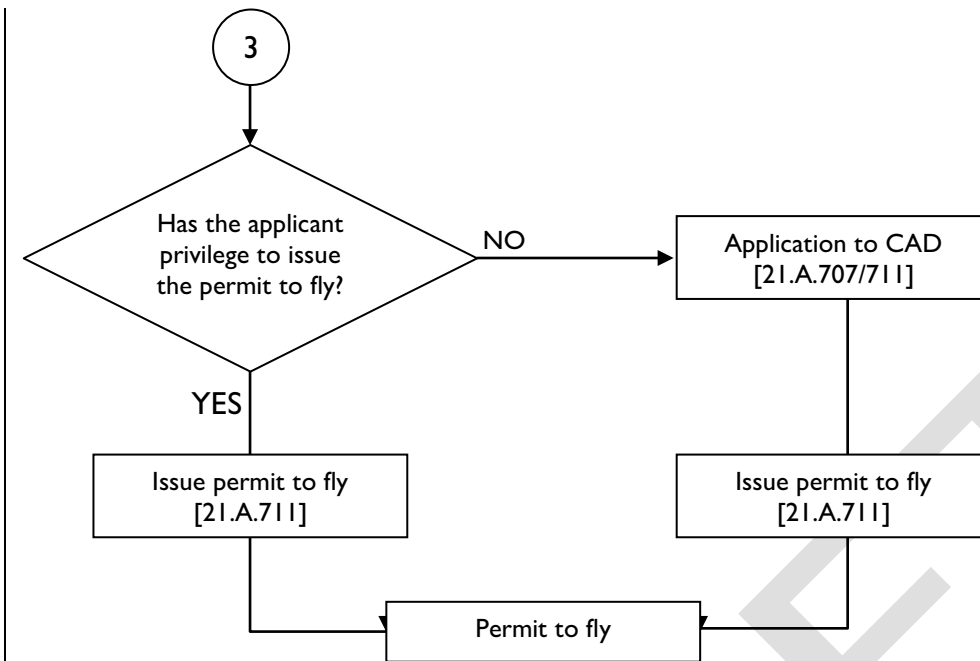 3
Has the applicant
privilege to issue
the permit to fly?
NO
Application to CAD
[21.A.707/711]
YES
Issue permit to fly
[21.A.711]
Issue permit to fly
[21.A.711]
Permit to fly